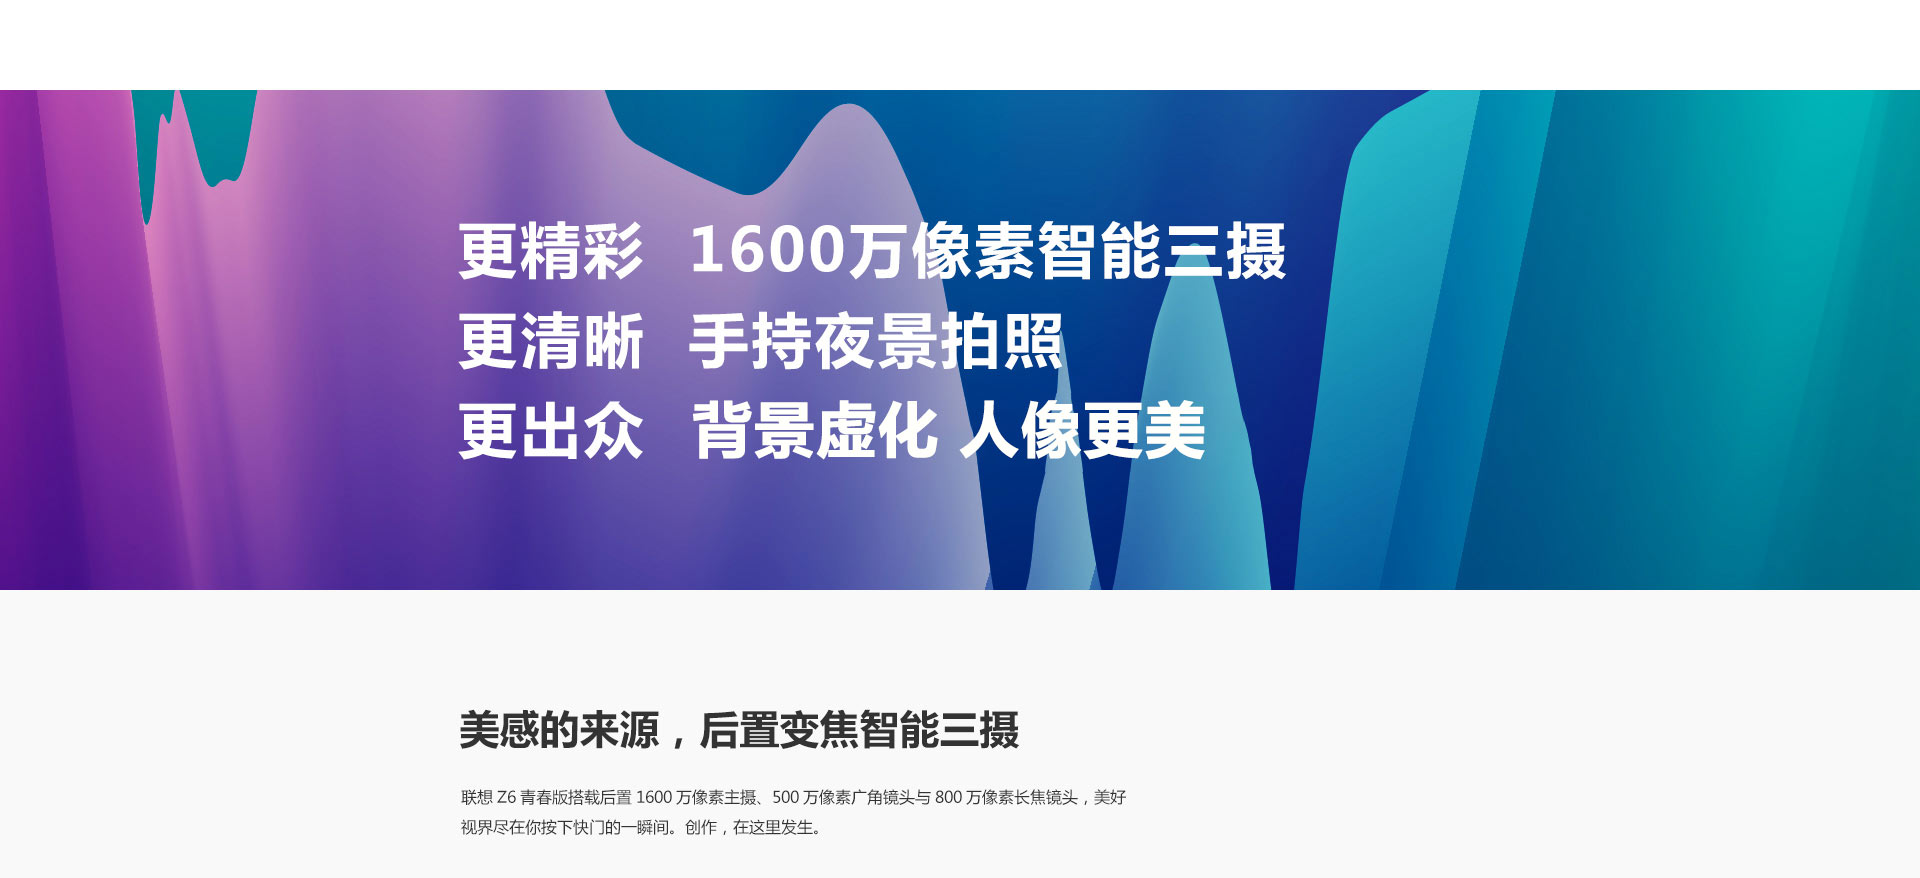 更精彩 1600万像素智能三摄
更清晰 手持夜景拍照
更出众 背景虚化 人像更美
美感的来源，后置变焦智能三摄
联想 Z6 青春版搭载后置 1600 万像素主摄、500 万像素广角镜头与 800 万像素长焦镜头，美好
视界尽在你按下快门的一瞬间。创作，在这里发生。